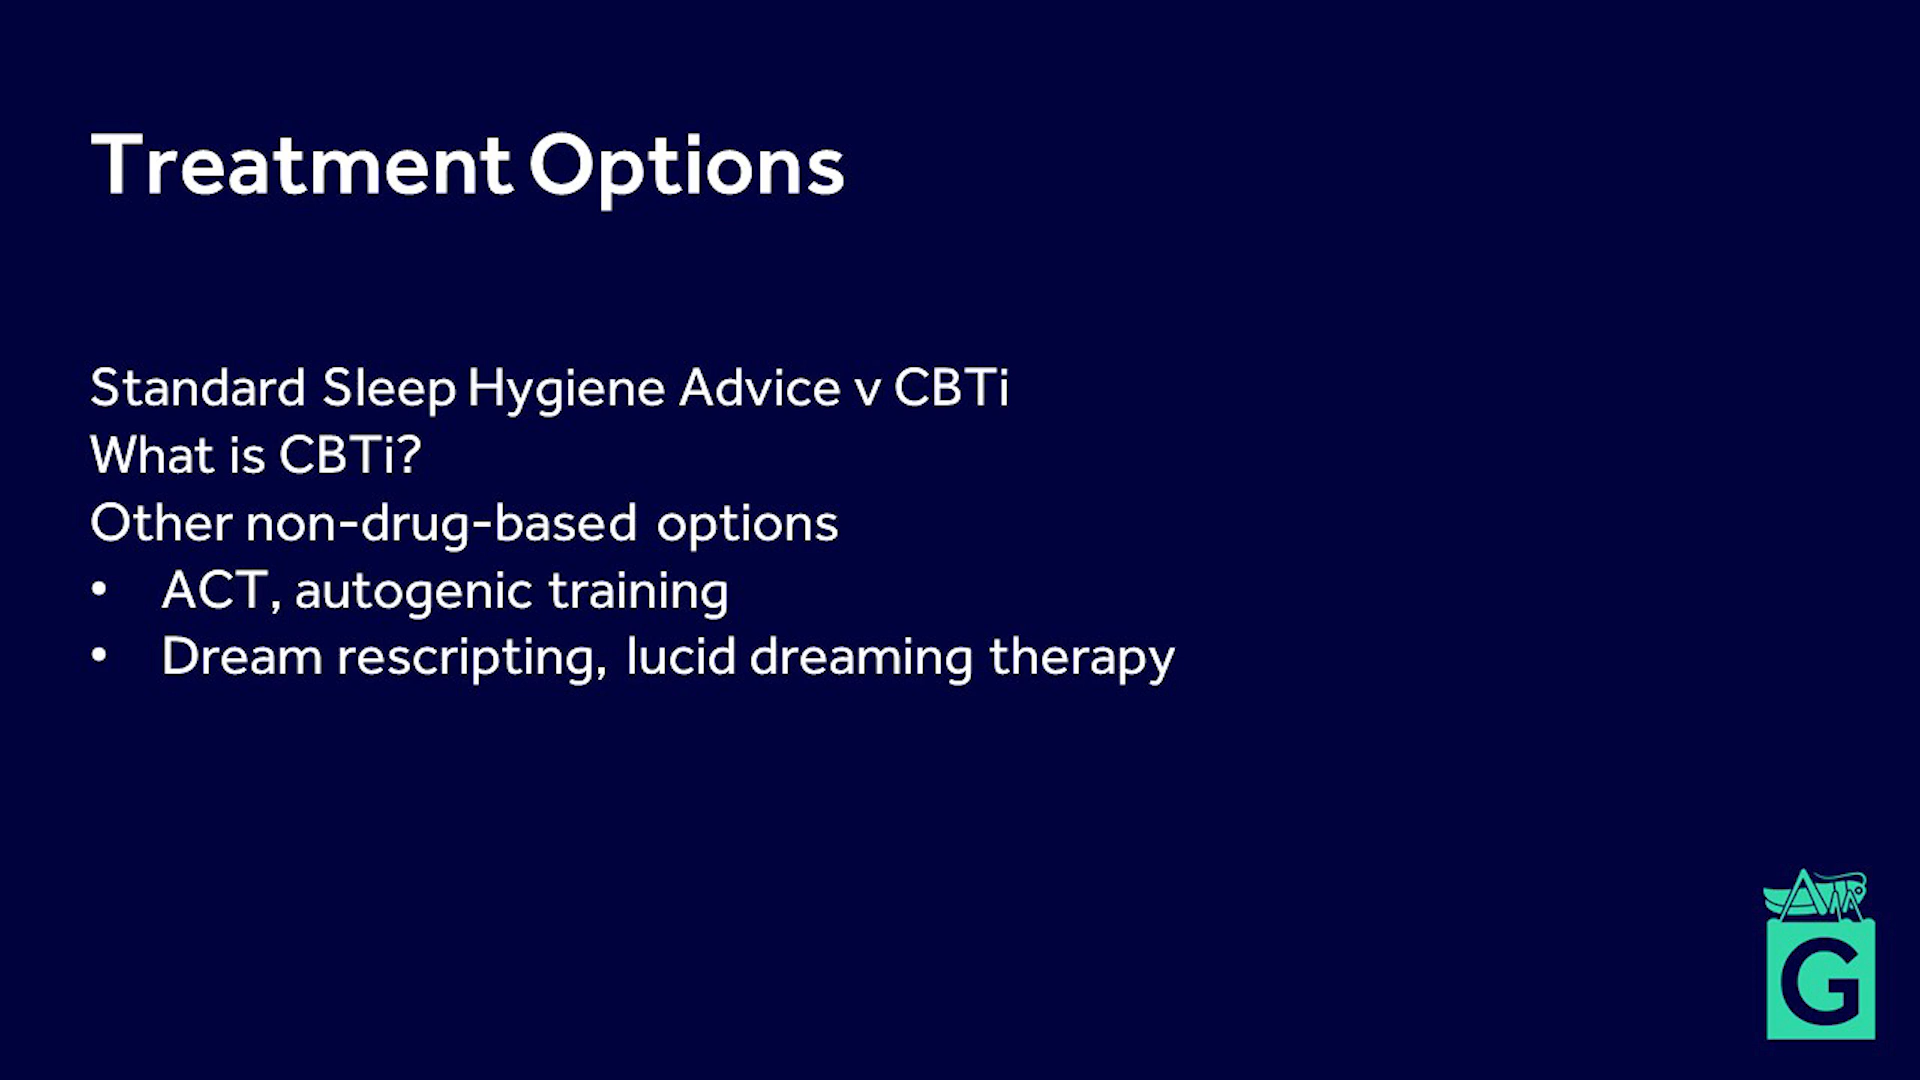 Treatment Options
Standard Sleep Hygiene Advice v CBTi
What is CBTi?
Other non-drug-based options
• ACT, autogenic training
• Dream rescripting, lucid dreaming therapy
G